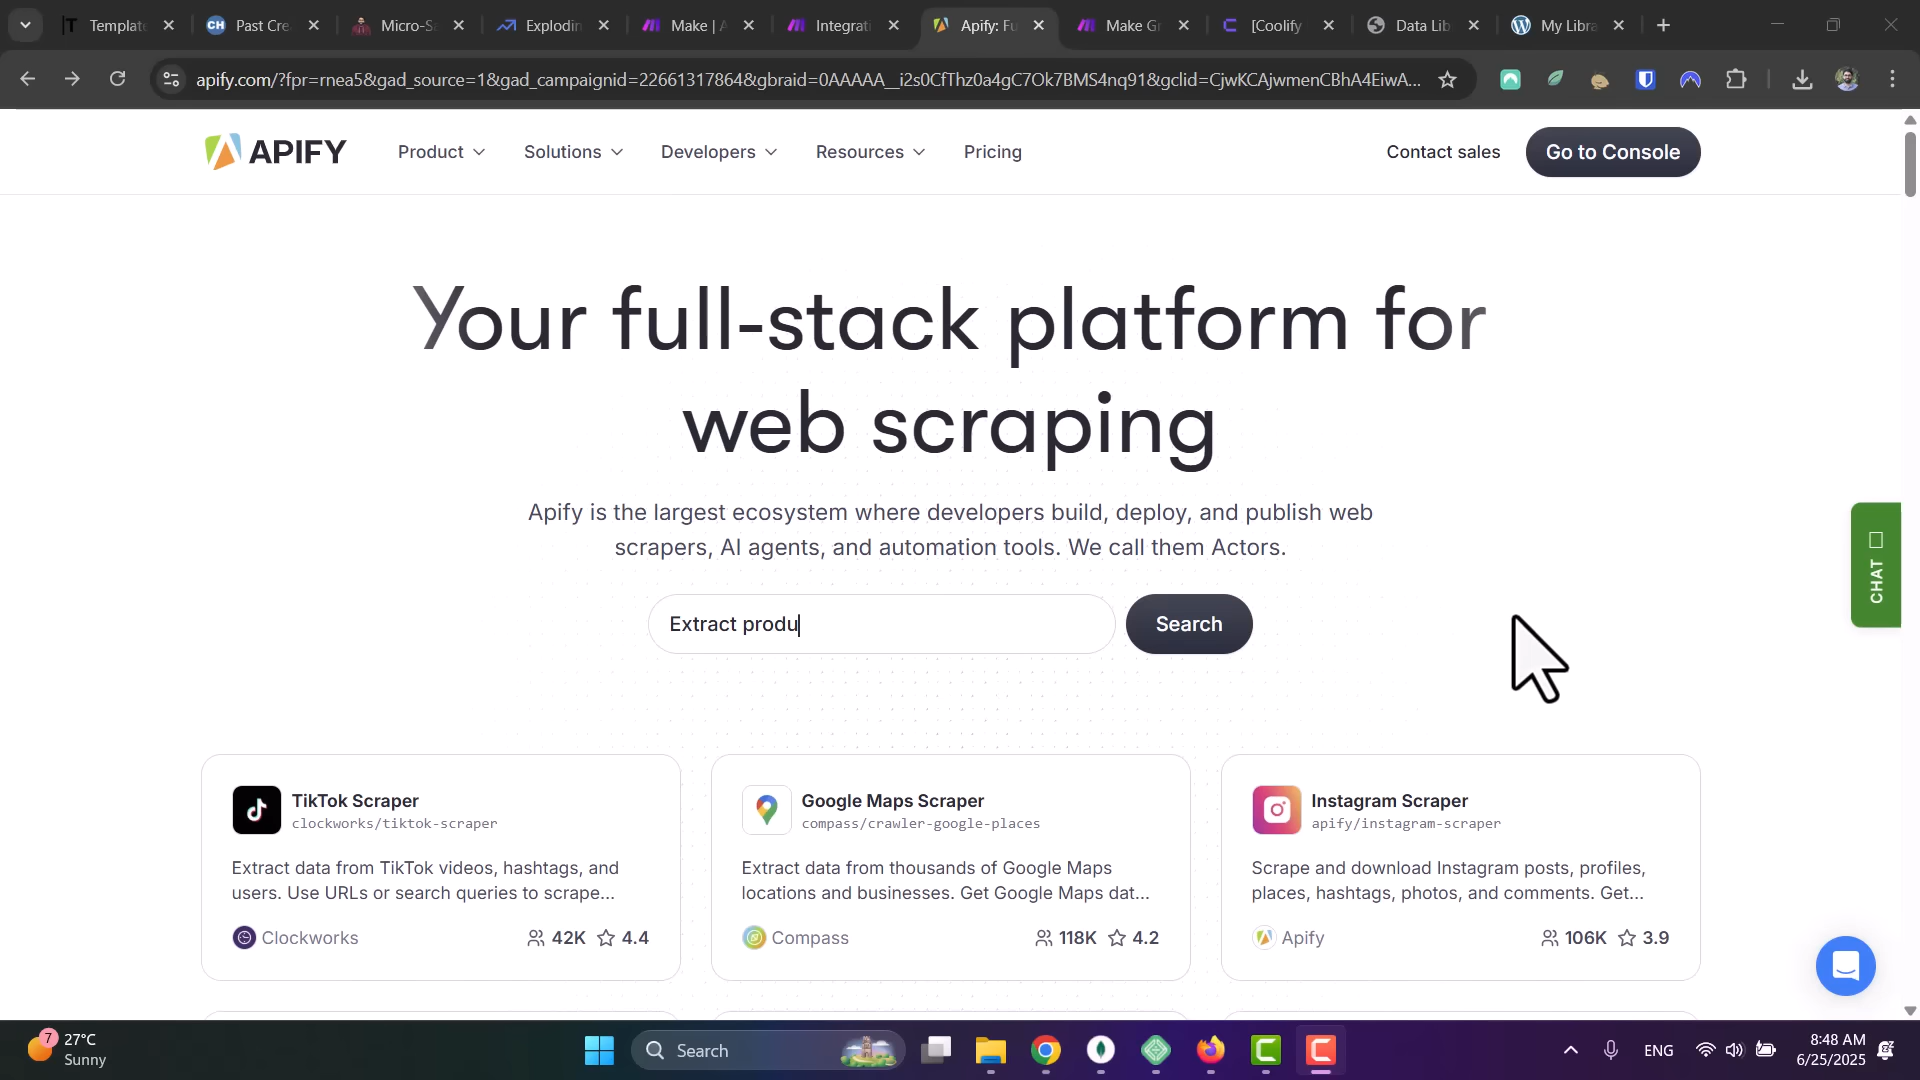 Templat
Past Cre
Micro-S
Explodin
Make | A
Integrati
Apify: Fu
Make Gr
[Coolify
Data Lib
My Libra
apify.com/?fpr=rnea5&gad_source=1&gad_campaignid=22661317864&gbraid=0AAAAA__i2s0CfThz0a4gC7Ok7BMS4nq91&gclid=CjwKCAjwmenCBhA4EiwA...
APIFY
Product
Solutions
Developers
Resources
Pricing
Contact sales
Go to Console
Your full-stack platform for
web scraping
Apify is the largest ecosystem where developers build, deploy, and publish web
scrapers, AI agents, and automation tools. We call them Actors.
Extract produ
Search
CHAT
TikTok Scraper
clockworks/tiktok-scraper
Extract data from TikTok videos, hashtags, and
users. Use URLs or search queries to scrape...
Clockworks
42K
4.4
Google Maps Scraper
compass/crawler-google-places
Extract data from thousands of Google Maps
locations and businesses. Get Google Maps dat...
Compass
118K
4.2
Instagram Scraper
apify/instagram-scraper
Scrape and download Instagram posts, profiles,
places, hashtags, photos, and comments. Get...
Apify
106K
3.9
7
27°C
Sunny
Search
ENG
8:48 AM
6/25/2025